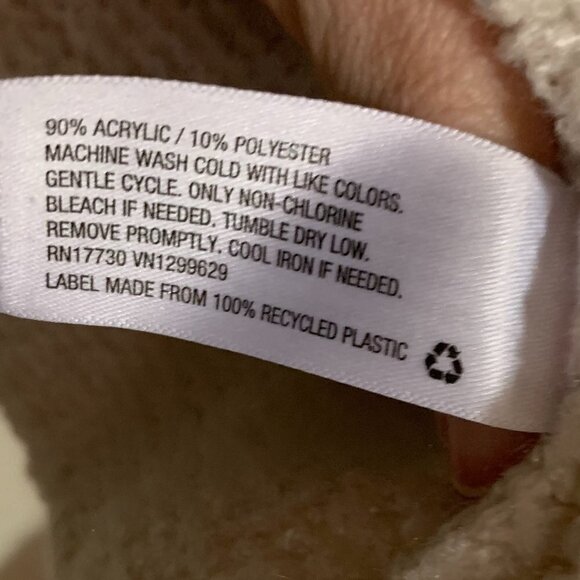 90% ACRYLIC / 10% POLYESTER
MACHINE WASH COLD WITH LIKE COLORS.
GENTLE CYCLE. ONLY NON-CHLORINE
BLEACH IF NEEDED. TUMBLE DRY LOW.
REMOVE PROMPTLY. COOL IRON IF NEEDED.
RN17730 VN1299629
LABEL MADE FROM 100% RECYCLED PLASTIC